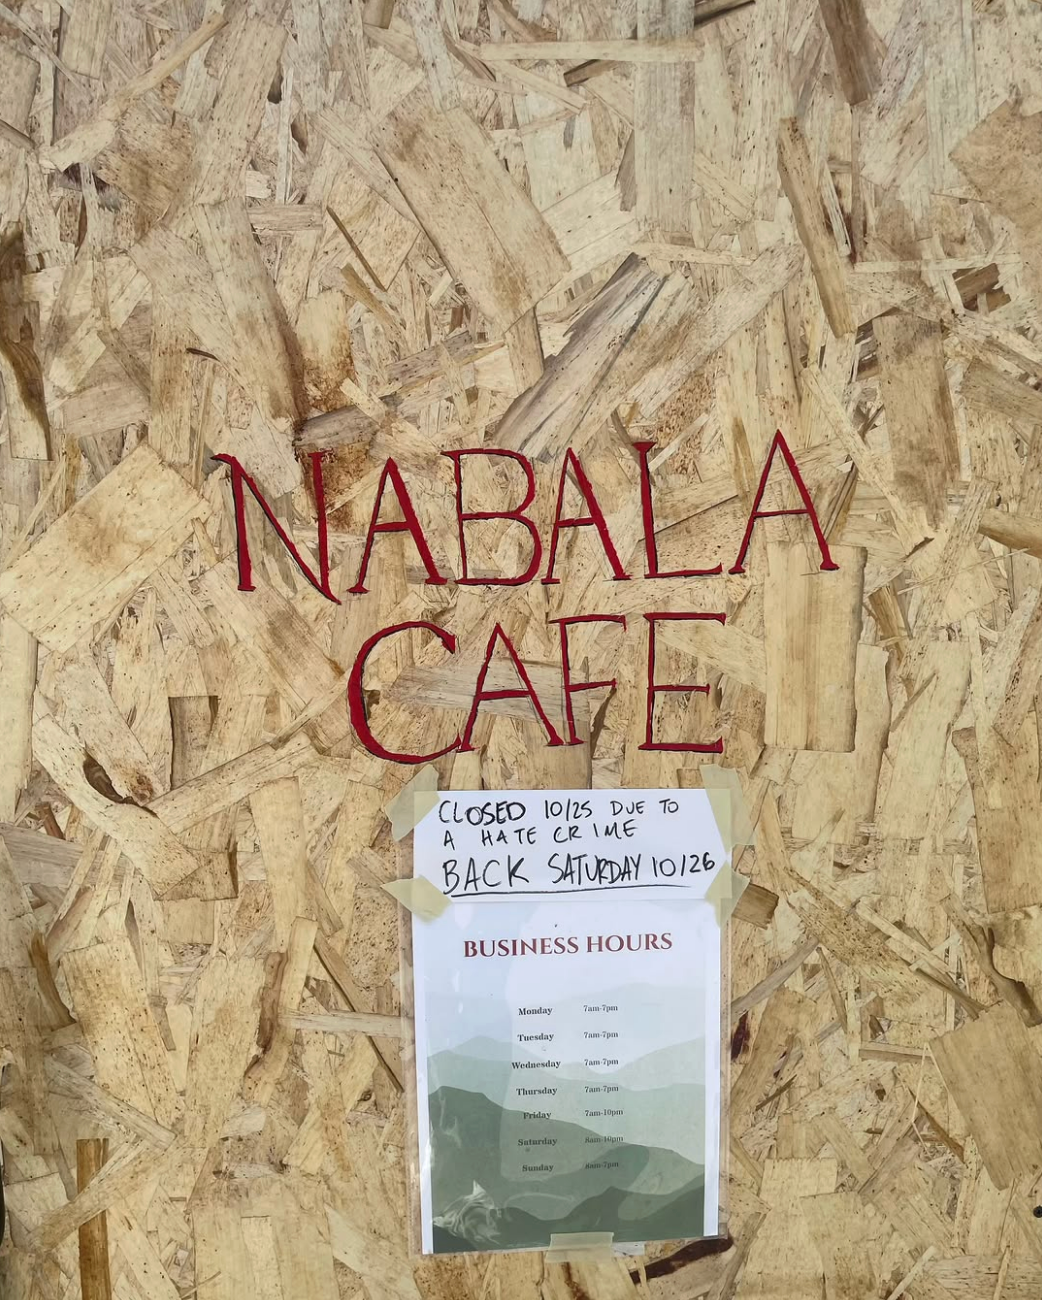 NABALA
CAFE
CLOSED 10/25 DUE TO
A HATE CRIME
BACK SATURDAY 10/26
BUSINESS HOURS
Monday 7am-7pm
Tuesday 7am-7pm
Wednesday 7am-7pm
Thursday 7am-7pm
Friday 7am-10pm
Saturday 8am-10pm
Sunday 8am-7pm